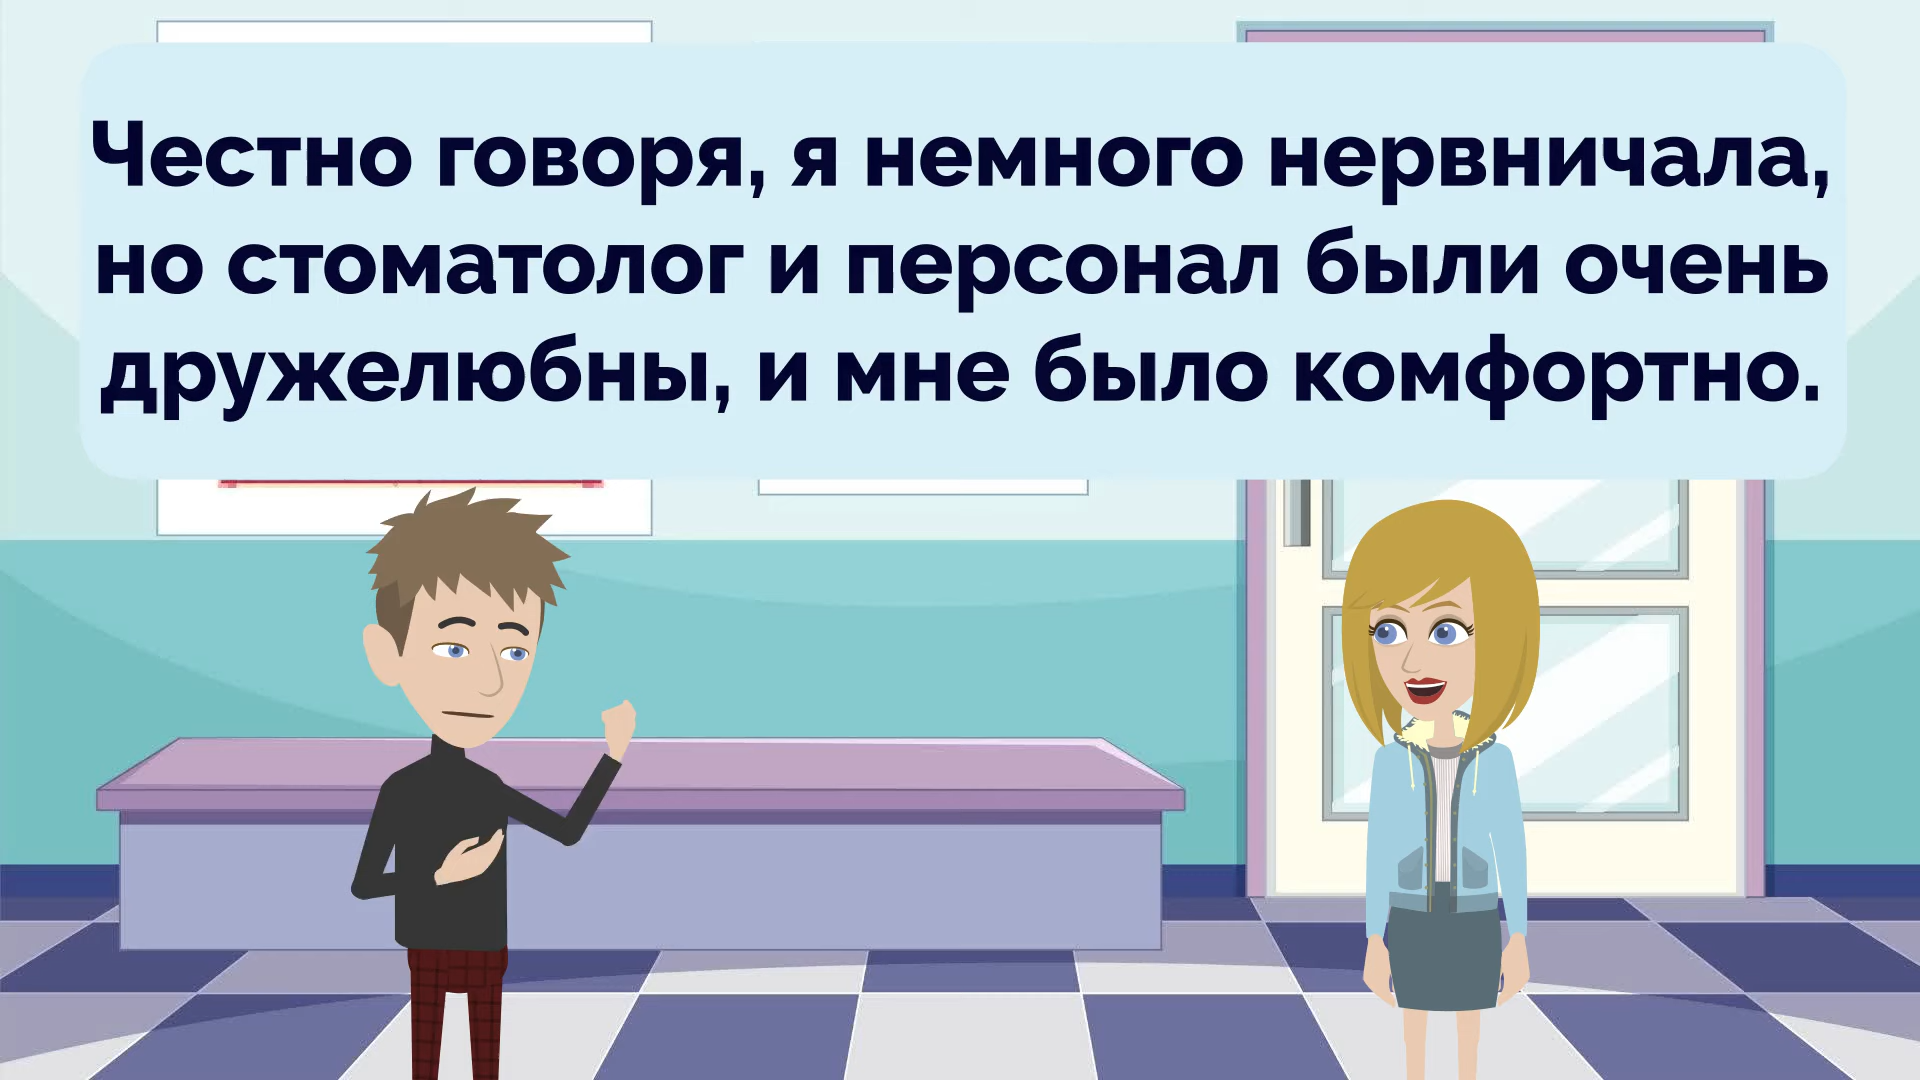 Честно говоря, я немного нервничала,
но стоматолог и персонал были очень
дружелюбны, и мне было комфортно.